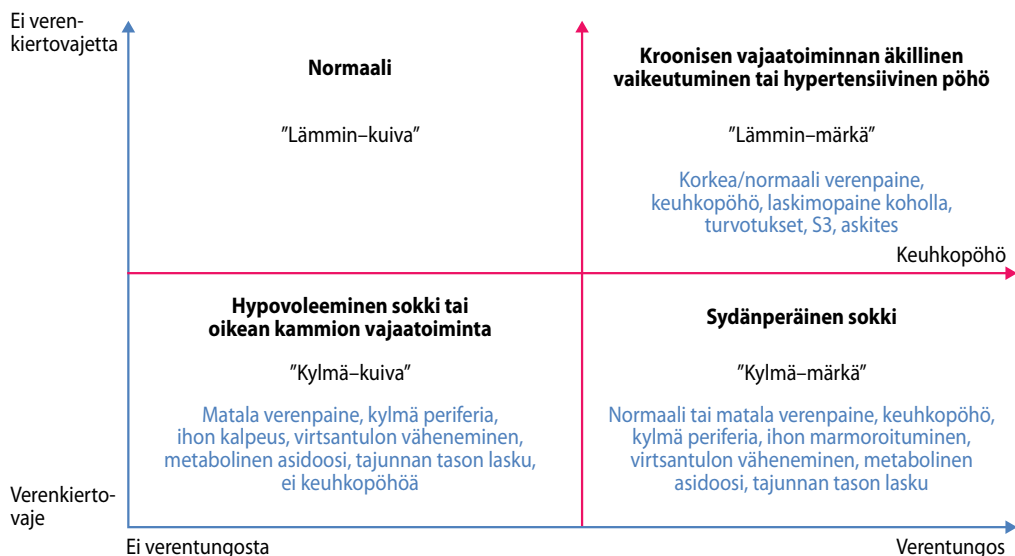 Ei veren-
kiertovajetta
Normaali
”Lämmin–kuiva”
Kroonisen vajaatoiminnan äkillinen
vaikeutuminen tai hypertensiivinen pöhö
”Lämmin–märkä”
Korkea/normaali verenpaine,
keuhkopöhö, laskimopaine koholla,
turvotukset, S3, askites
Keuhkopöhö
Hypovoleeminen sokki tai
oikean kammion vajaatoiminta
”Kylmä–kuiva”
Matala verenpaine, kylmä periferia,
ihon kalpeus, virtsantulon väheneminen,
metabolinen asidoosi, tajunnan tason lasku,
ei keuhkopöhöä
Sydänperäinen sokki
”Kylmä–märkä”
Normaali tai matala verenpaine, keuhkopöhö,
kylmä periferia, ihon marmoroituminen,
virtsantulon väheneminen, metabolinen
asidoosi, tajunnan tason lasku
Verenkierto-
vaje
Ei verentungosta
Verentungos